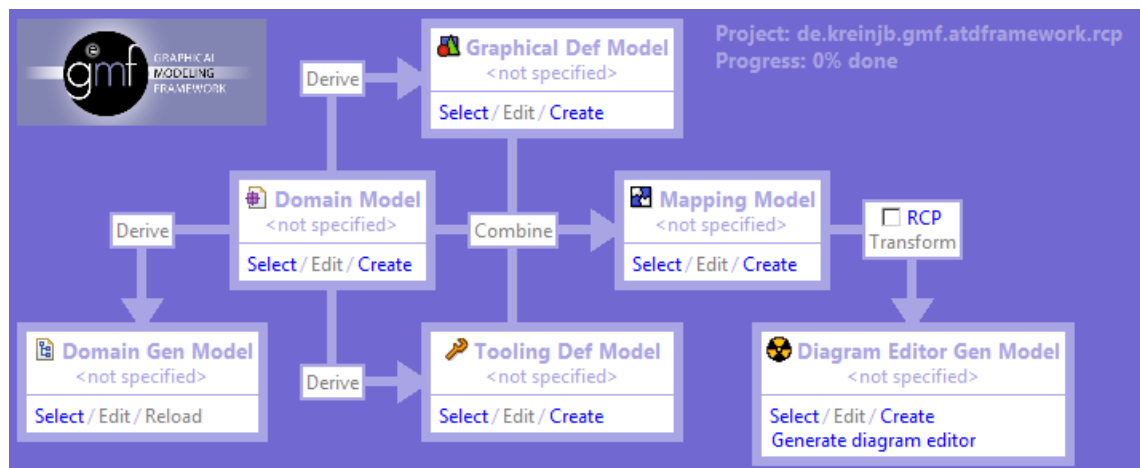 e
gmf
GRAPHICAL
MODELING
FRAMEWORK
Derive
Graphical Def Model
<not specified>
Select / Edit / Create
Project: de.kreinjb.gmf.atdframework.rcp
Progress: 0% done
Derive
Domain Model
<not specified>
Select / Edit / Create
Combine
Mapping Model
<not specified>
Select / Edit / Create
RCP
Transform
Domain Gen Model
<not specified>
Select / Edit / Reload
Derive
Tooling Def Model
<not specified>
Select / Edit / Create
Diagram Editor Gen Model
<not specified>
Select / Edit / Create
Generate diagram editor